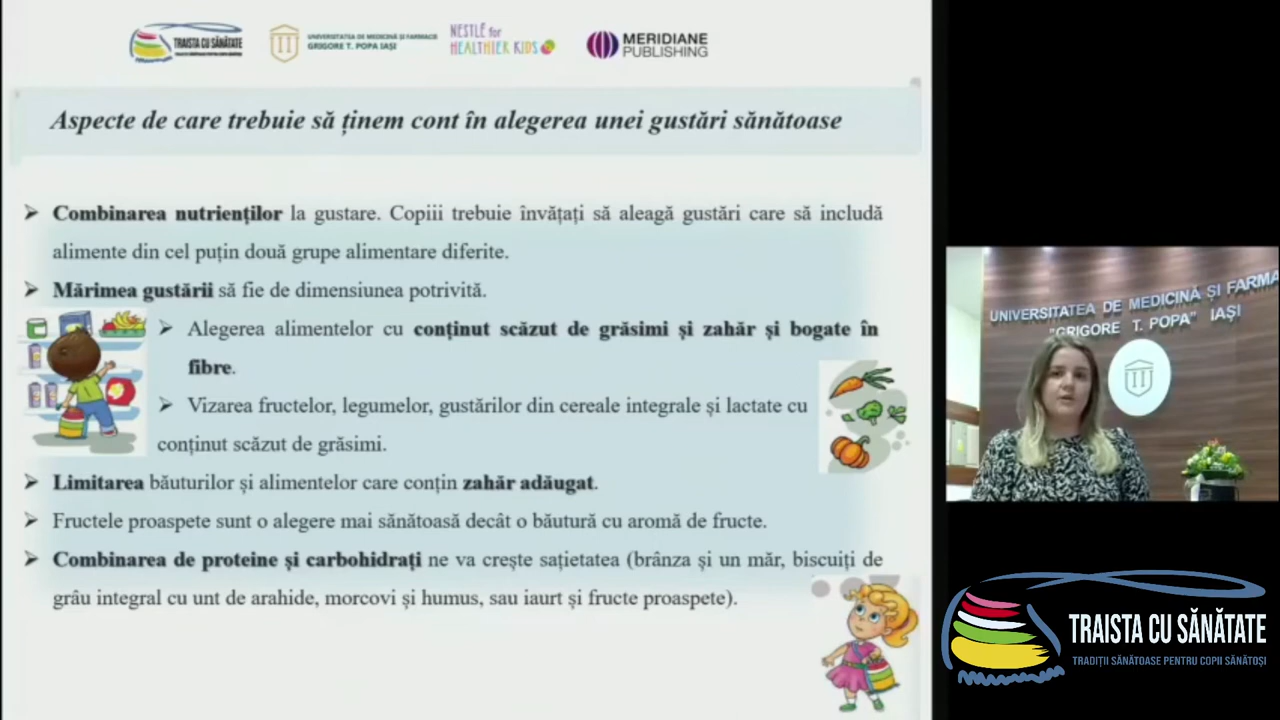 TRAISTA CU SĂNĂTATE
UNIVERSITATEA DE MEDICINĂ ȘI FARMACIE
GRIGORE T. POPA IAȘI
NESTLÉ for
HEALTHIER KIDS
MERIDIANE
PUBLISHING
Aspecte de care trebuie să ținem cont în alegerea unei gustări sănătoase
➢ Combinarea nutrienților la gustare. Copiii trebuie învățați să aleagă gustări care să includă
alimente din cel puțin două grupe alimentare diferite.
➢ Mărimea gustării să fie de dimensiunea potrivită.
➢ Alegerea alimentelor cu conținut scăzut de grăsimi și zahăr și bogate în
fibre.
➢ Vizarea fructelor, legumelor, gustărilor din cereale integrale și lactate cu
conținut scăzut de grăsimi.
➢ Limitarea băuturilor și alimentelor care conțin zahăr adăugat.
➢ Fructele proaspete sunt o alegere mai sănătoasă decât o băutură cu aromă de fructe.
➢ Combinarea de proteine și carbohidrați ne va crește sațietatea (brânza și un măr, biscuiți de
grâu integral cu unt de arahide, morcovi și humus, sau iaurt și fructe proaspete).
UNIVERSITATEA DE MEDICINĂ ȘI FARMA
"GRIGORE T. POPA" IAȘI
TRAISTA CU SĂNĂTATE
TRADIȚII SĂNĂTOASE PENTRU COPII SĂNĂTOȘI